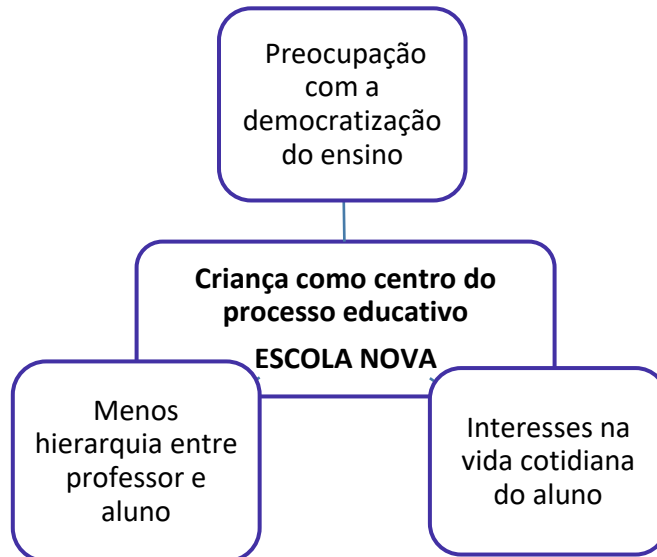 Preocupação
com a
democratização
do ensino
Criança como centro do
processo educativo
ESCOLA NOVA
Menos
hierarquia entre
professor e
aluno
Interesses na
vida cotidiana
do aluno